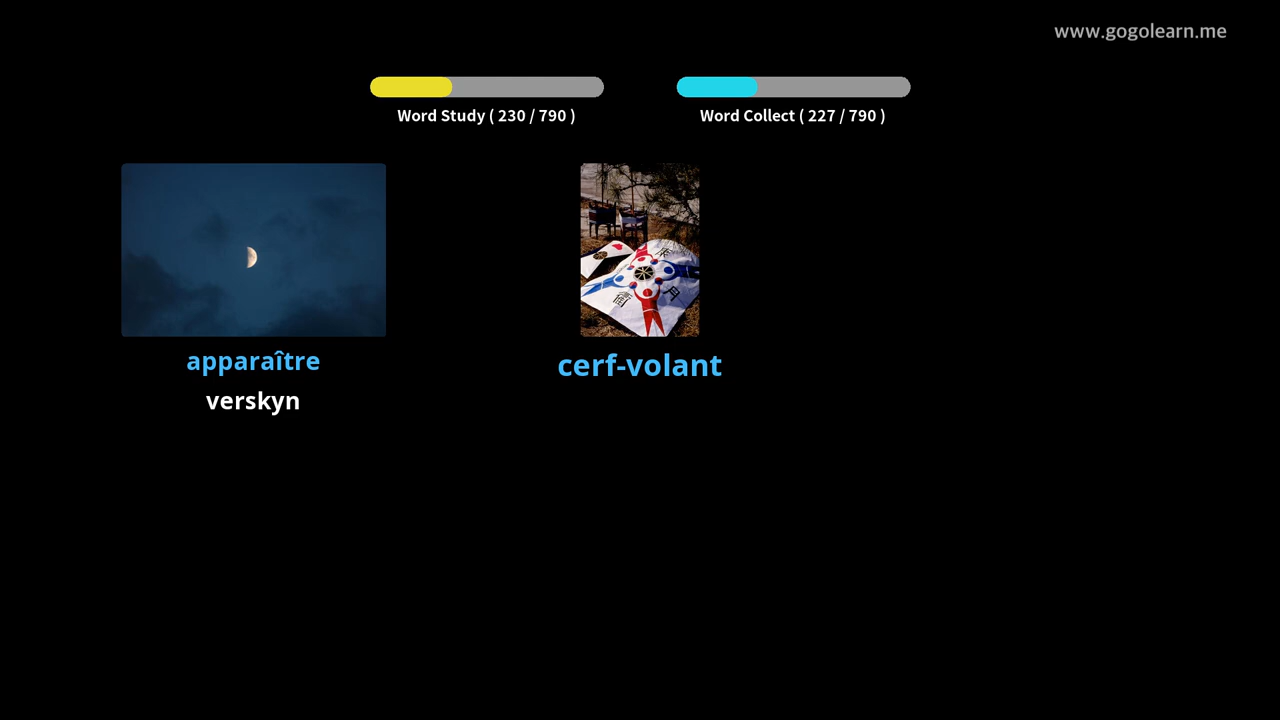 www.gogolearn.me
Word Study ( 230 / 790 )
Word Collect ( 227 / 790 )
apparaître
verskyn
cerf-volant